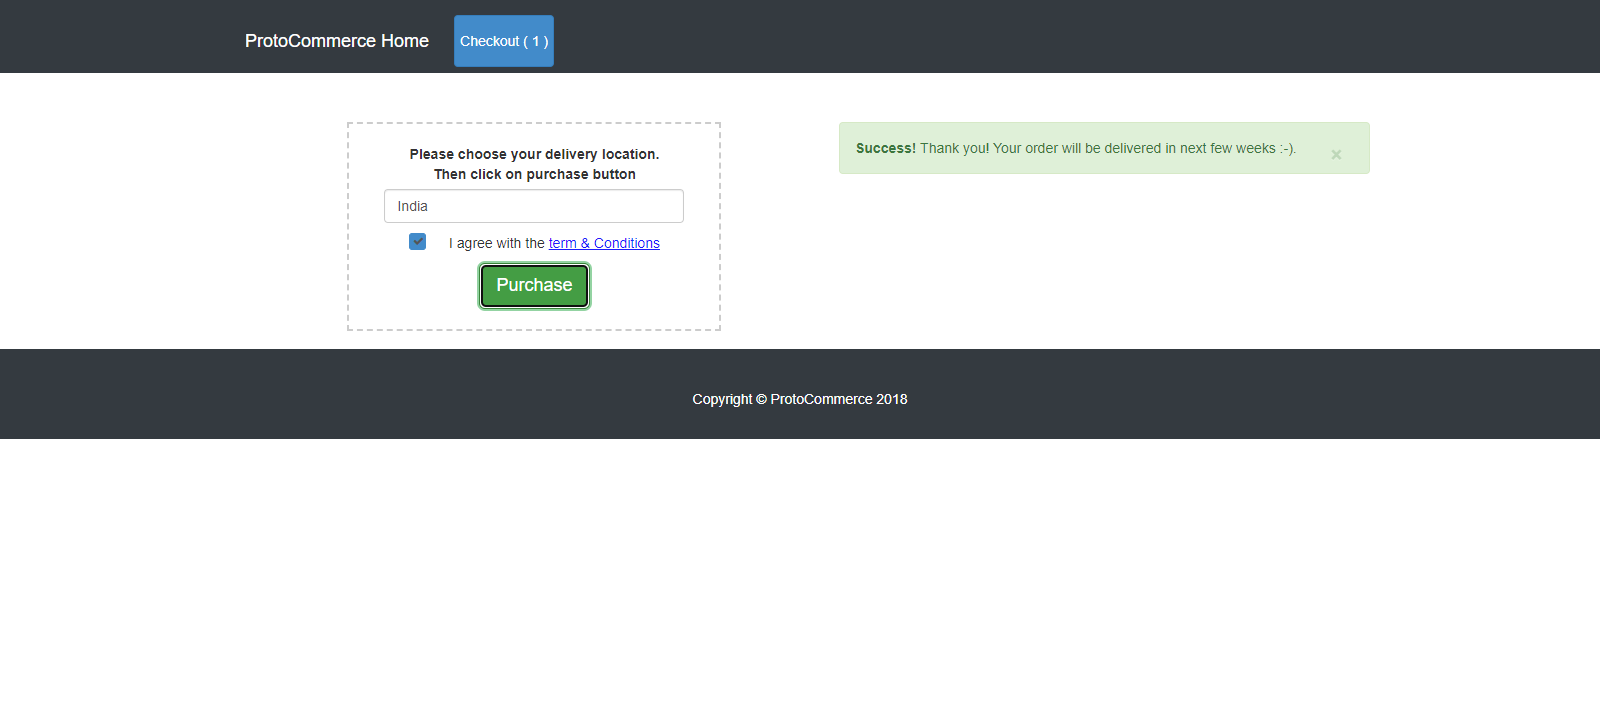 ProtoCommerce Home
Checkout ( 1 )
Please choose your delivery location.
Then click on purchase button
India
I agree with the term & Conditions
Purchase
Success! Thank you! Your order will be delivered in next few weeks :-).
×
Copyright © ProtoCommerce 2018